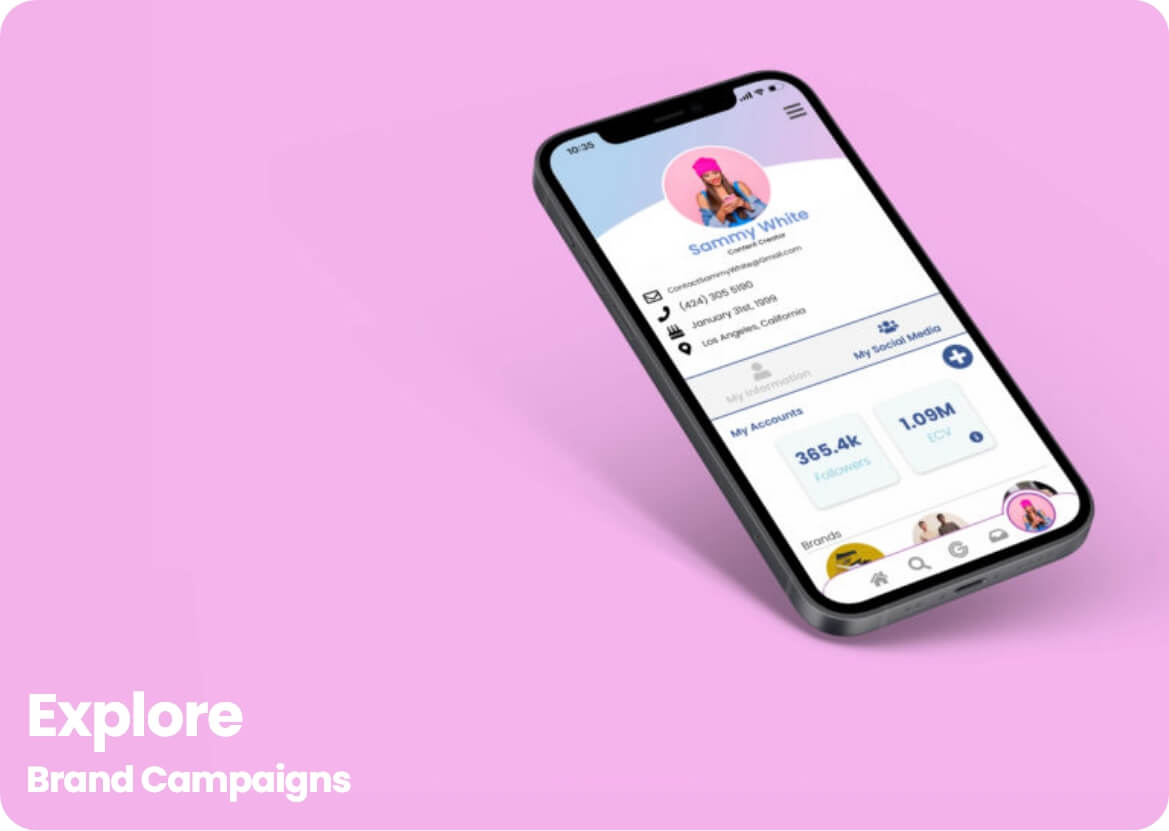 10:35
Sammy White
Content Creator
ContactSammyWhite@Gmail.com
(424) 305 5190
January 31st, 1999
Los Angeles, California
My Information
My Social Media
My Accounts
365.4k
Followers
1.09M
ECV
Brands
Explore
Brand Campaigns